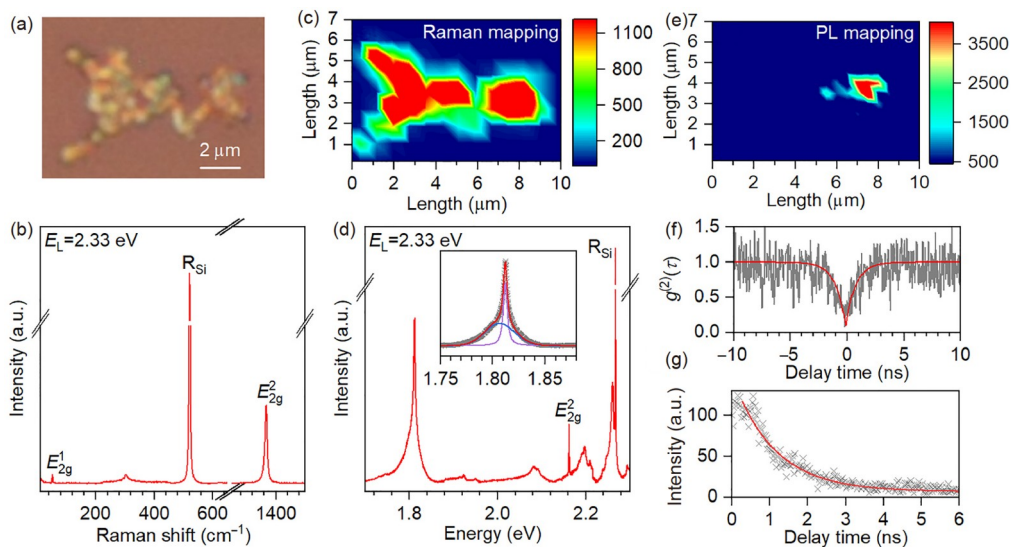 (a)
2 μm
(c)
Raman mapping
Length (μm)
7
6
5
4
3
2
1
0 2 4 6 8 10
Length (μm)
1100
1000
800
600
400
200
(e)
PL mapping
Length (μm)
7
6
5
4
3
2
1
0 2 4 6 8 10
Length (μm)
3500
2500
1500
500
(b)
E_L=2.33 eV
R_Si
E^1_2g
E^2_2g
Intensity (a.u.)
200 400 600 1400
Raman shift (cm⁻¹)
(d)
E_L=2.33 eV
R_Si
1.75 1.80 1.85
E^2_2g
Intensity (a.u.)
1.8 2.0 2.2
Energy (eV)
(f)
g⁽²⁾(τ)
1.5
1.0
0.5
0.0
−10 −5 0 5 10
Delay time (ns)
(g)
Intensity (a.u.)
100
50
0
0 1 2 3 4 5 6
Delay time (ns)